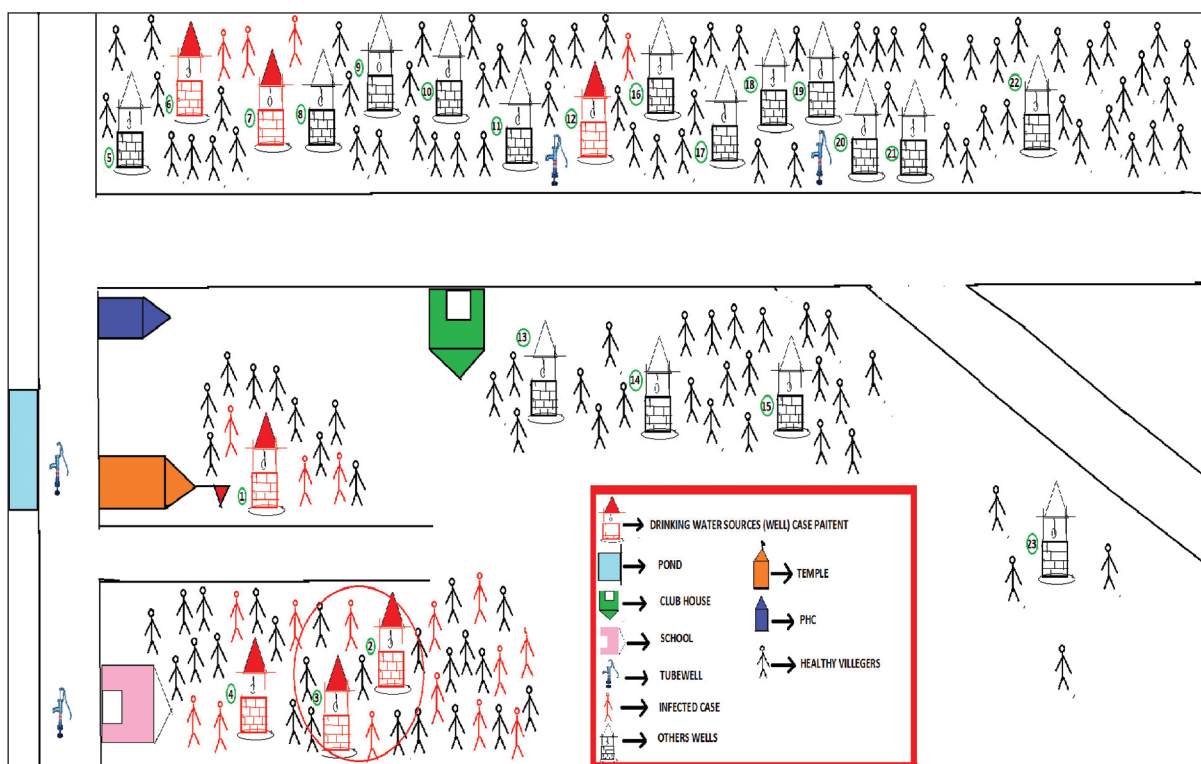 9
10
16
18
19
22
6
7
8
11
12
17
20
21
5
13
14
15
1
23
2
4
3
DRINKING WATER SOURCES (WELL) CASE PAITENT
POND
TEMPLE
CLUB HOUSE
PHC
SCHOOL
HEALTHY VILLEGERS
TUBEWELL
INFECTED CASE
OTHERS WELLS